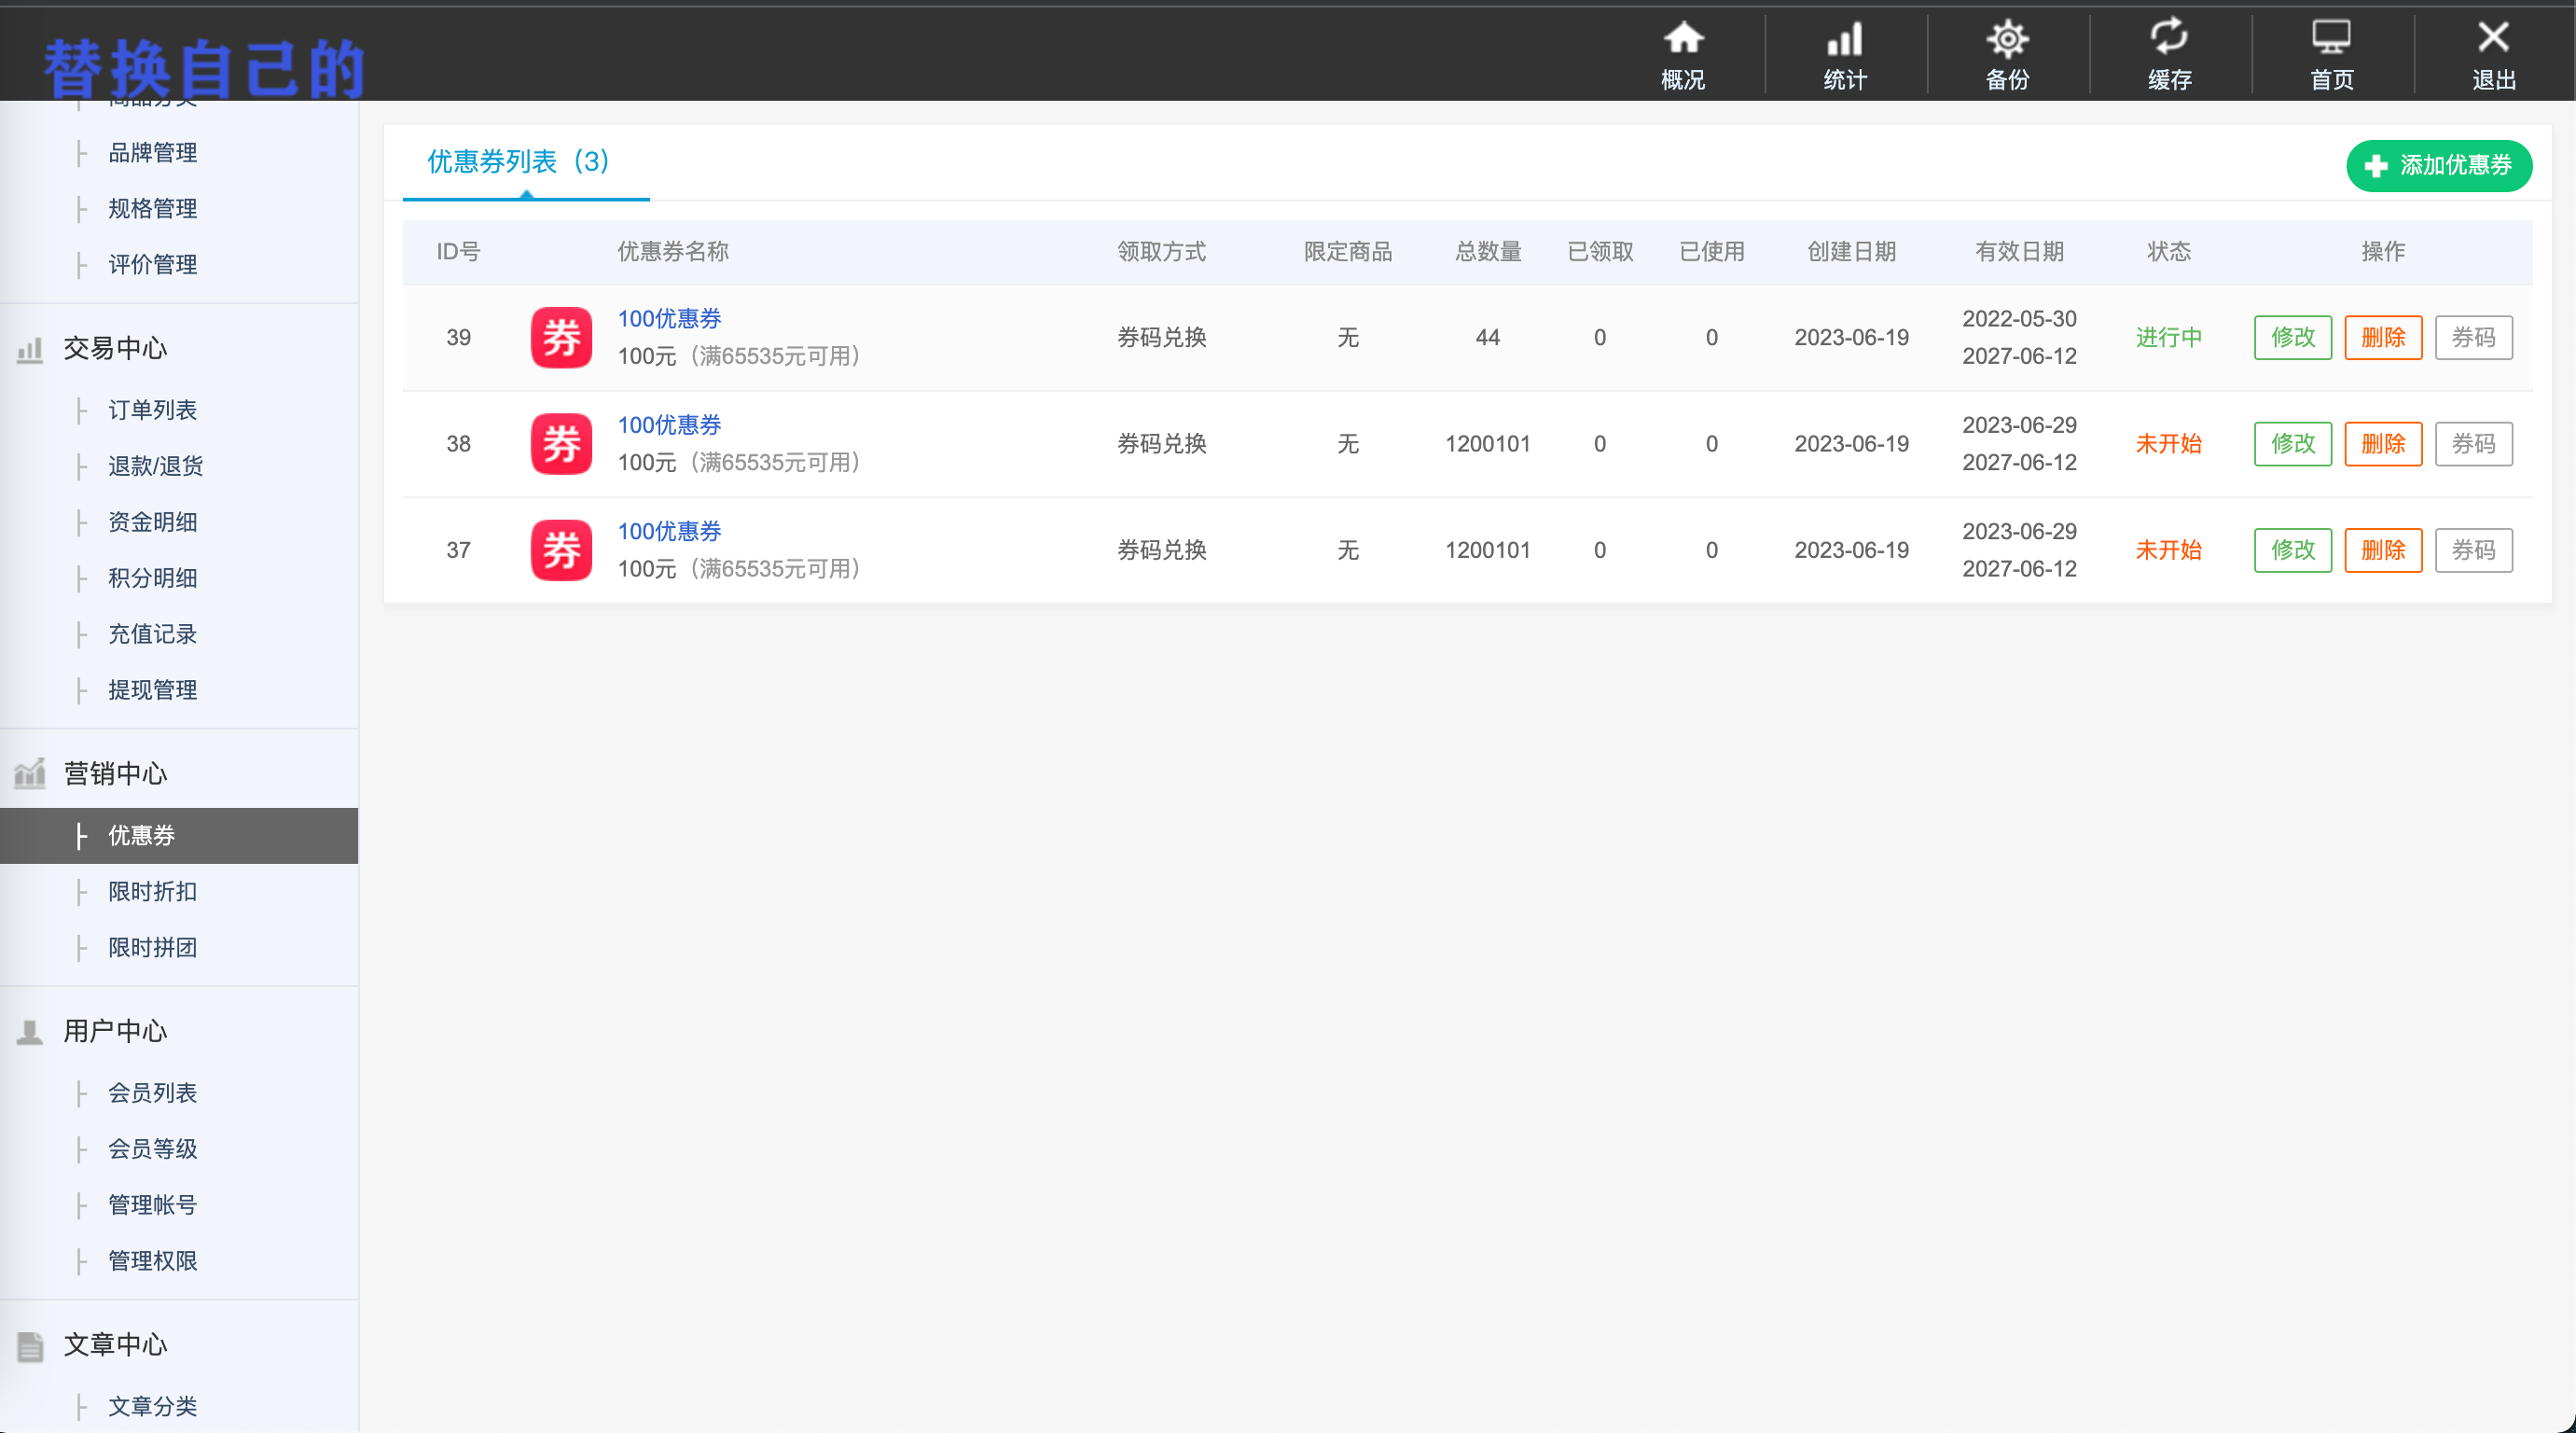 替换自己的
概况
统计
备份
缓存
首页
退出
商品分类
品牌管理
规格管理
评价管理
交易中心
订单列表
退款/退货
资金明细
积分明细
充值记录
提现管理
营销中心
优惠券
限时折扣
限时拼团
用户中心
会员列表
会员等级
管理帐号
管理权限
文章中心
文章分类
优惠券列表（3）
添加优惠券
ID号 优惠券名称 领取方式 限定商品 总数量 已领取 已使用 创建日期 有效日期 状态 操作
39 券 100优惠券 券码兑换 无 44 0 0 2023-06-19 2022-05-30 进行中 修改 删除 券码
100元（满65535元可用） 2027-06-12
38 券 100优惠券 券码兑换 无 1200101 0 0 2023-06-19 2023-06-29 未开始 修改 删除 券码
100元（满65535元可用） 2027-06-12
37 券 100优惠券 券码兑换 无 1200101 0 0 2023-06-19 2023-06-29 未开始 修改 删除 券码
100元（满65535元可用） 2027-06-12